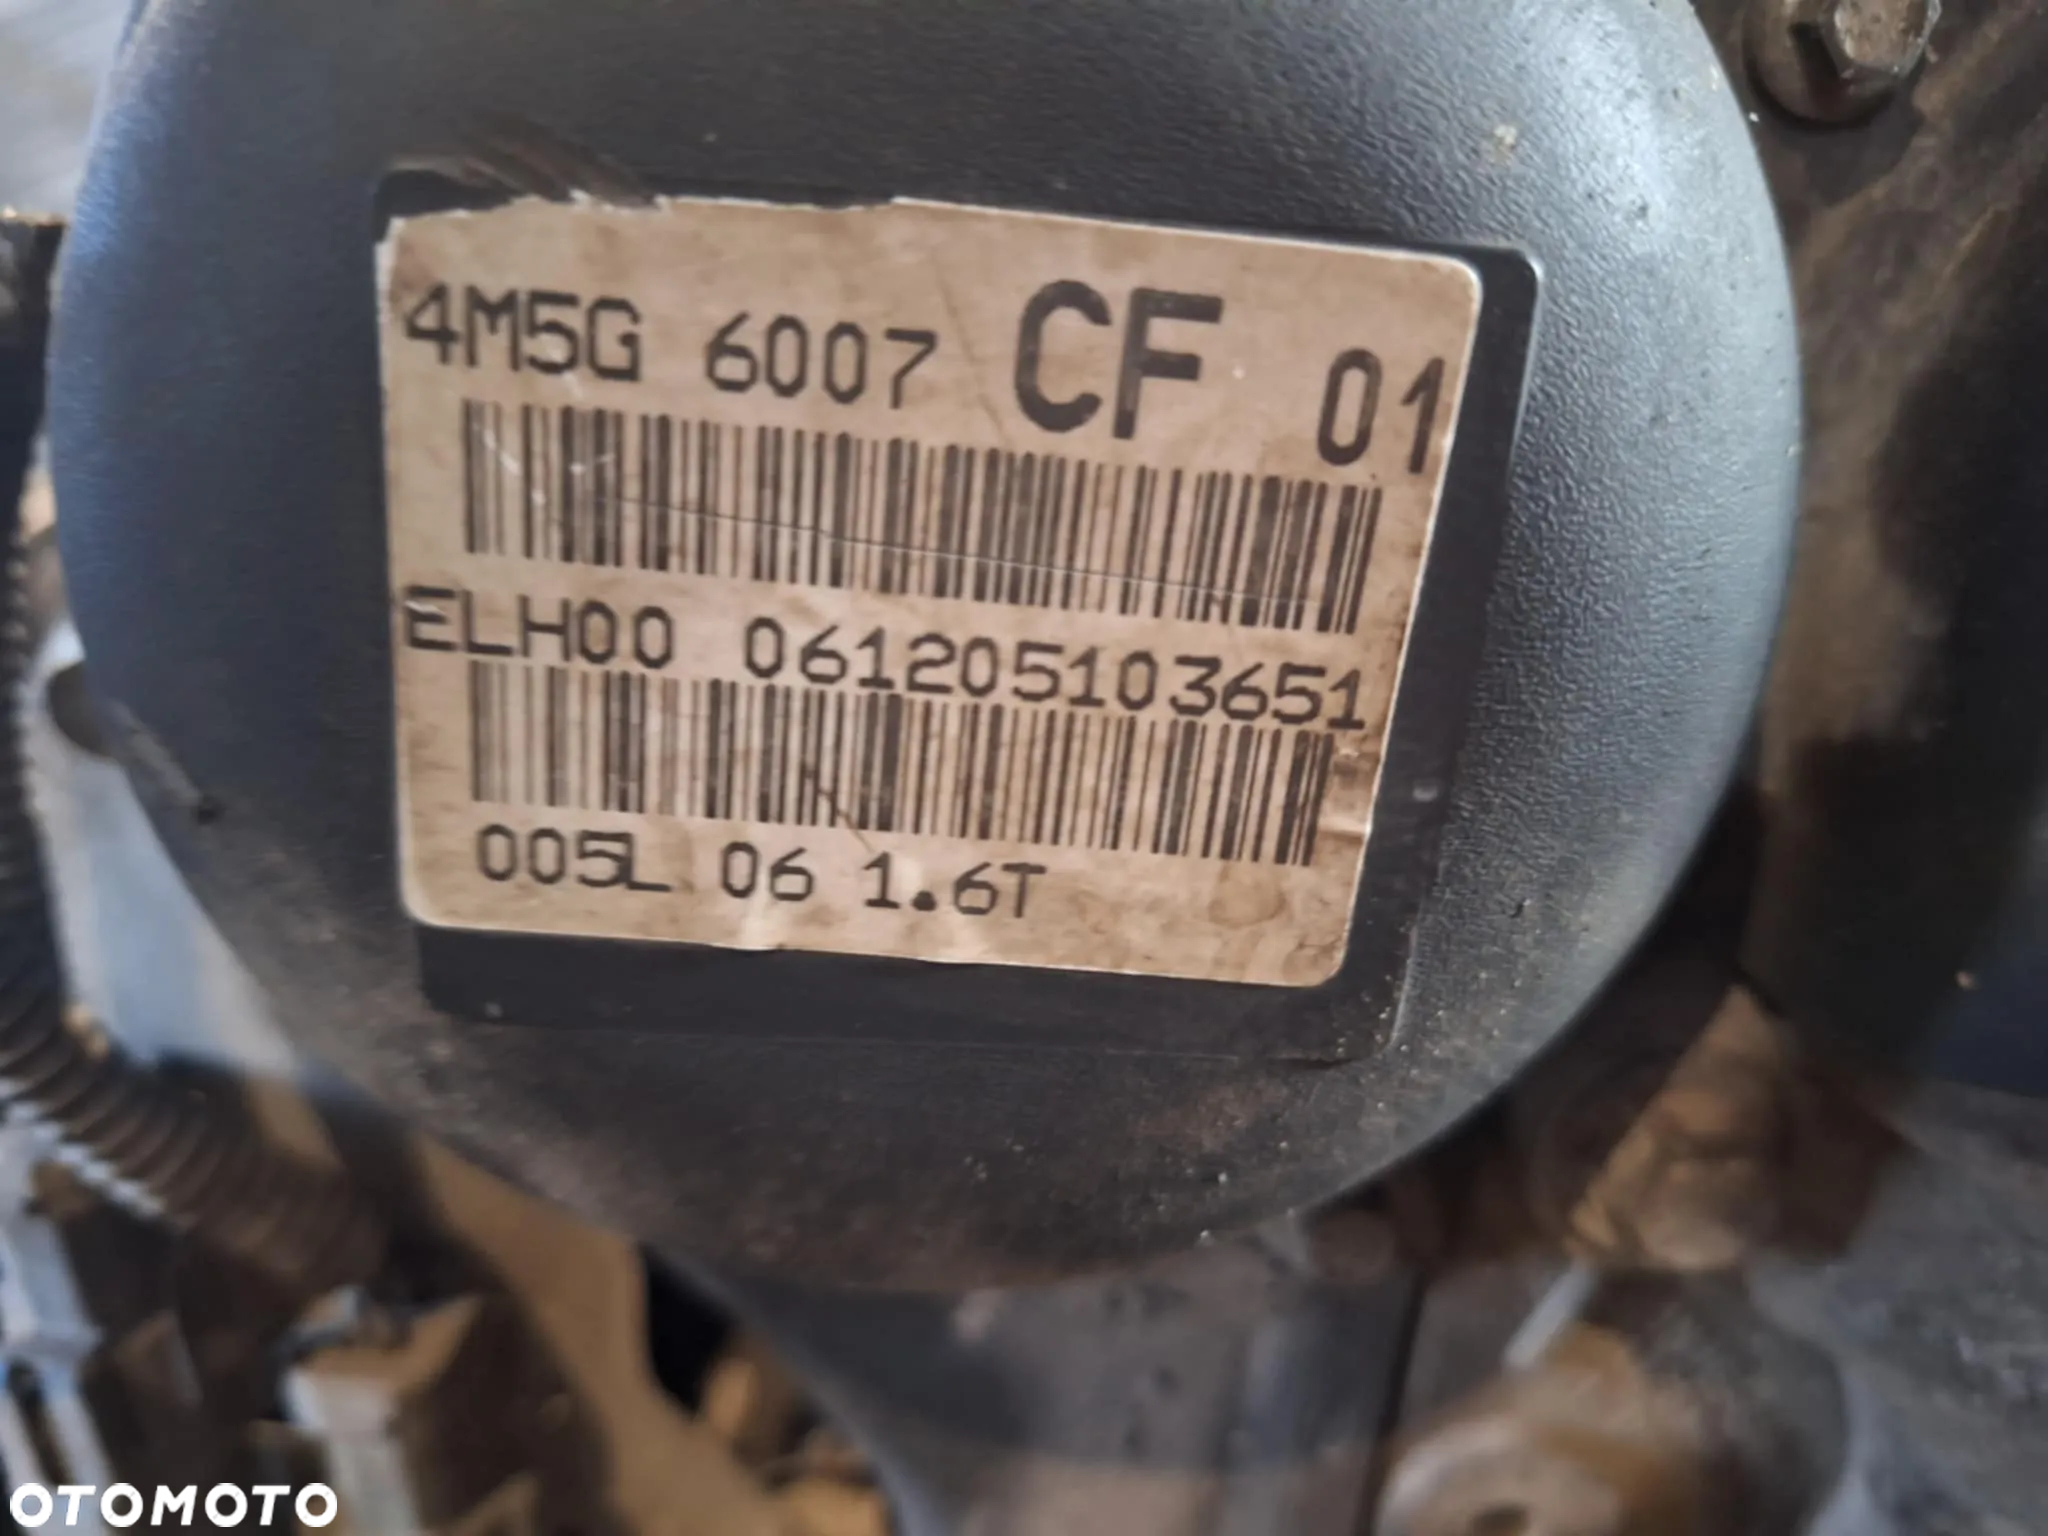 4M5G 6007 CF 01
ELH00 061205103651
005L 06 1.6T
OTOMOTO